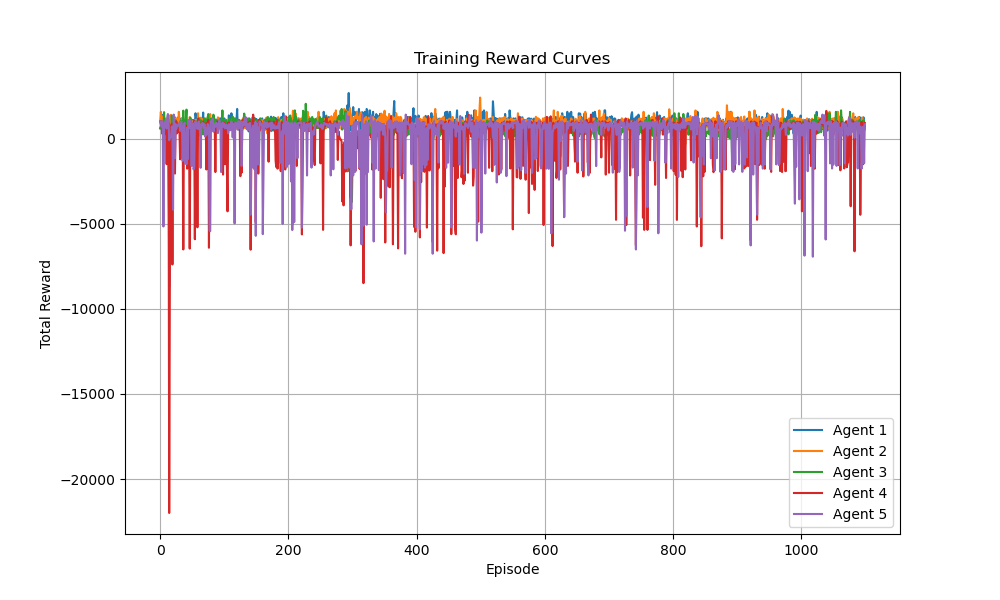 Training Reward Curves
Total Reward
0
−5000
−10000
−15000
−20000
0 200 400 600 800 1000
Episode
Agent 1
Agent 2
Agent 3
Agent 4
Agent 5